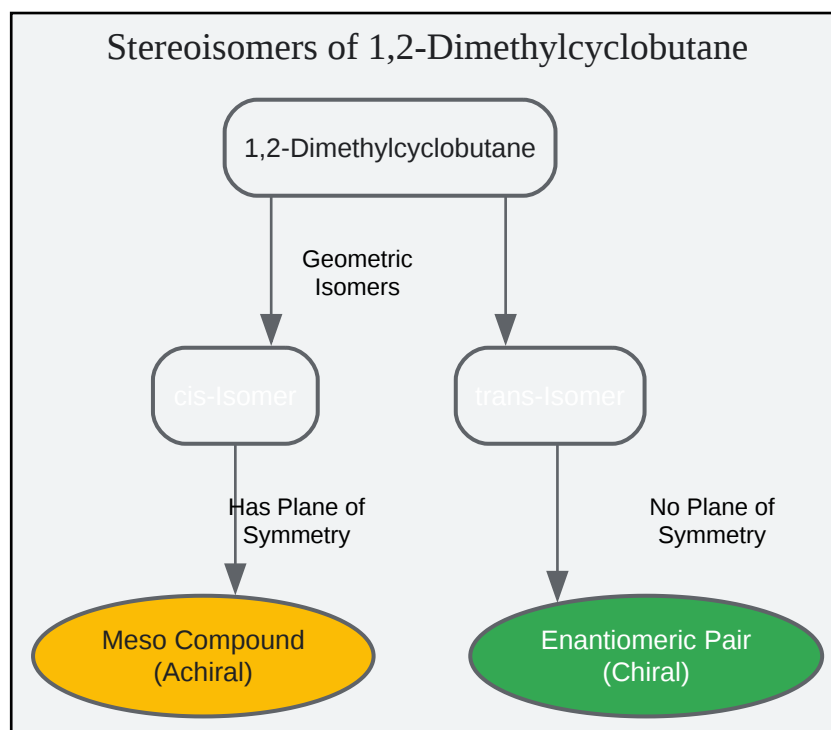 Stereoisomers of 1,2-Dimethylcyclobutane
1,2-Dimethylcyclobutane
Geometric
Isomers
cis-Isomer
trans-Isomer
Has Plane of
Symmetry
No Plane of
Symmetry
Meso Compound
(Achiral)
Enantiomeric Pair
(Chiral)